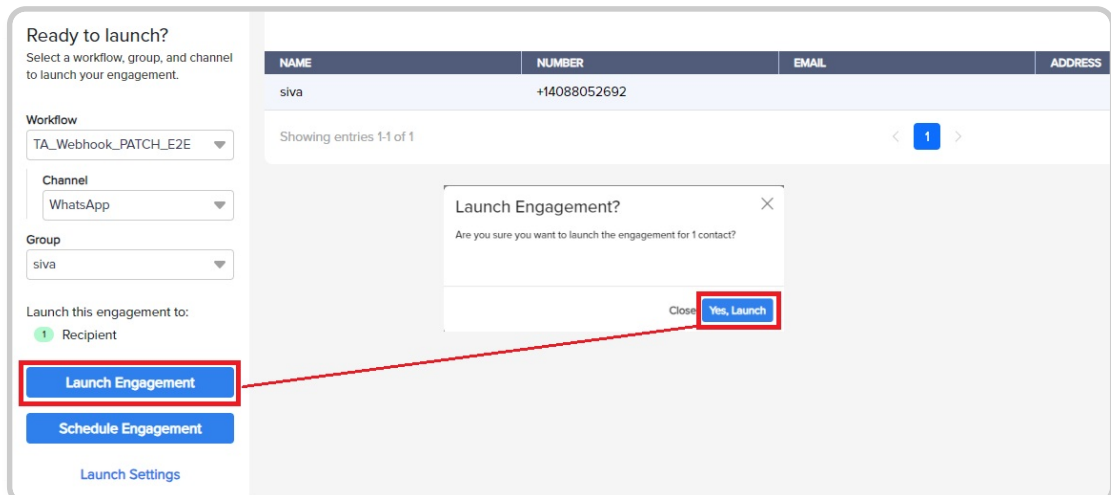 Ready to launch?
Select a workflow, group, and channel
to launch your engagement.
Workflow
TA_Webhook_PATCH_E2E
Channel
WhatsApp
Group
siva
Launch this engagement to:
1 Recipient
Launch Engagement
Schedule Engagement
Launch Settings
NAME NUMBER EMAIL ADDRESS
siva +14088052692
Showing entries 1-1 of 1
< 1 >
Launch Engagement?
Are you sure you want to launch the engagement for 1 contact?
Close Yes, Launch